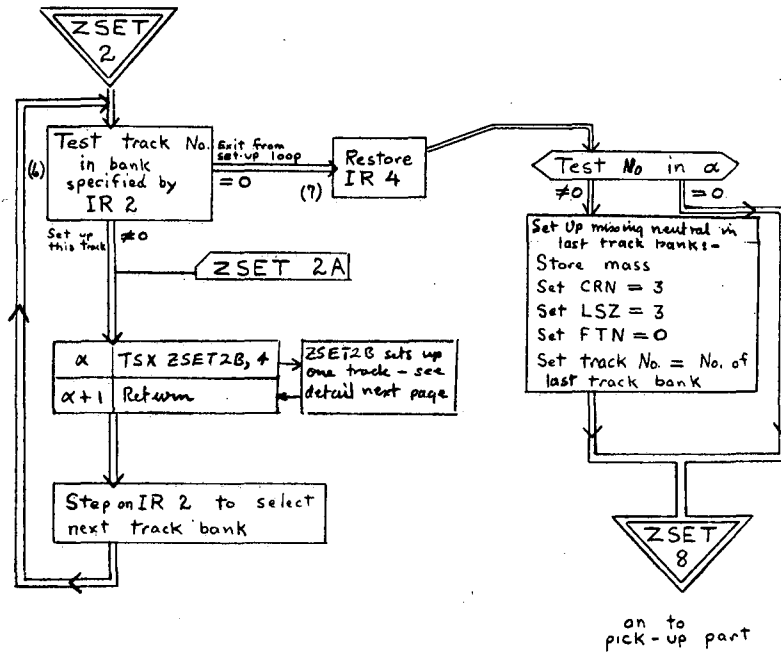 ZSET
2
(6)
Test track No.
in bank
specified by
IR 2
Exit from
set-up loop
= 0
(7)
Restore
IR 4
Test No in α
≠0
=0
Set up
this track
≠0
ZSET 2A
α TSX ZSET2B, 4
α+1 Return
ZSET2B sets up
one track - see
detail next page
Step on IR 2 to select
next track bank
Set Up missing neutral in
last track bank:-
Store mass
Set CRN = 3
Set LSZ = 3
Set FTN = 0
Set track No. = No. of
last track bank
ZSET
8
on to
pick-up part